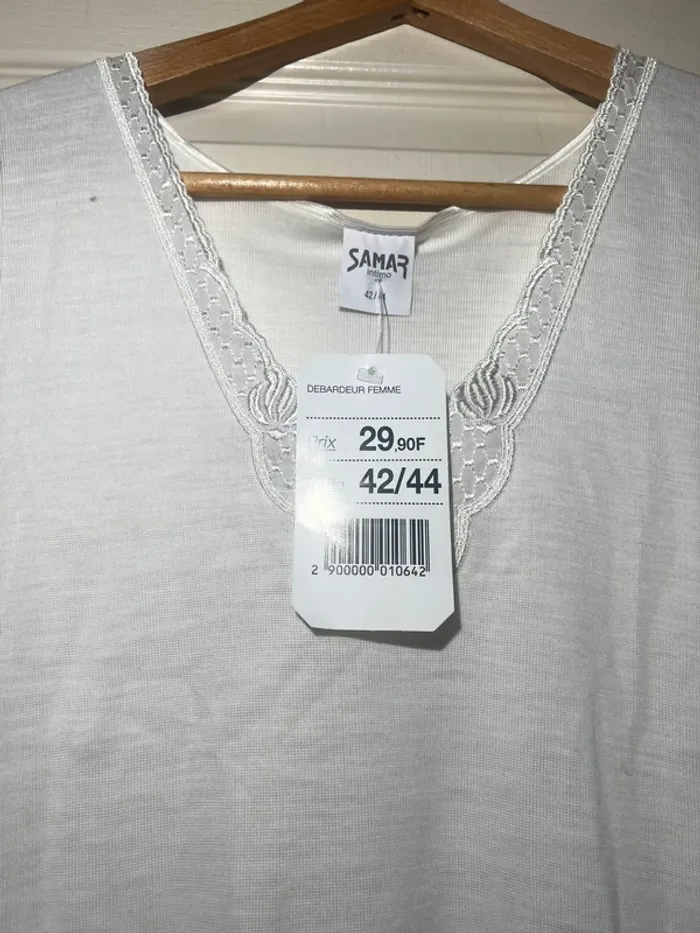 SAMAR
intimo
42/44
DEBARDEUR FEMME
Prix 29,90F
42/44
2 900000 010642